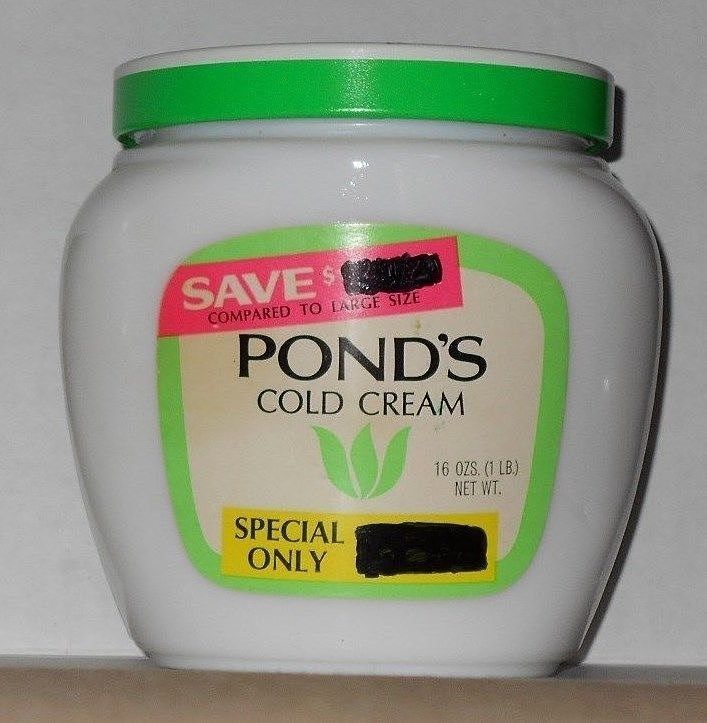 SAVE $
COMPARED TO LARGE SIZE
POND'S
COLD CREAM
16 OZS. (1 LB.)
NET WT.
SPECIAL
ONLY